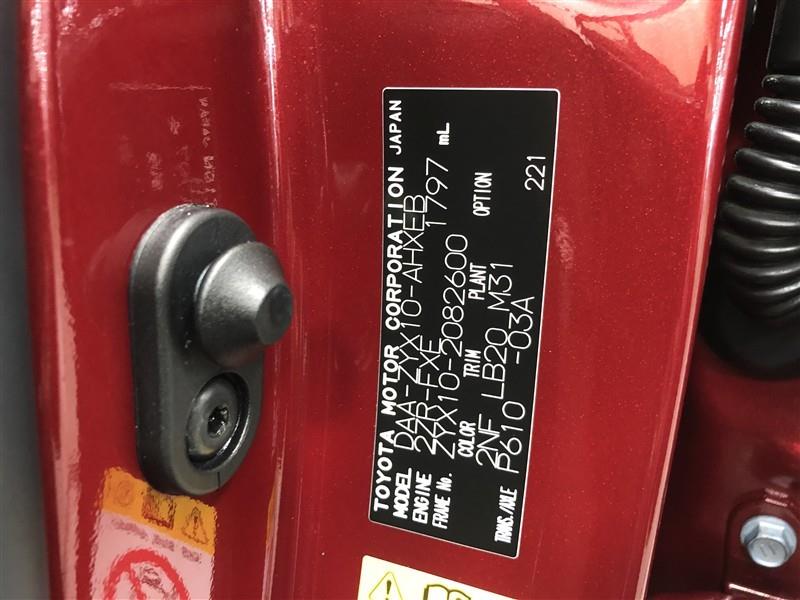 TOYOTA MOTOR CORPORATION JAPAN
MODEL DAA-ZYX10-AHXEB
ENGINE 2ZR-FXE 1797 mL
FRAME No. ZYX10-2082600
COLOR TRIM PLANT OPTION
2NF LB20 M31
TRANS./AXLE P610 -03A 221